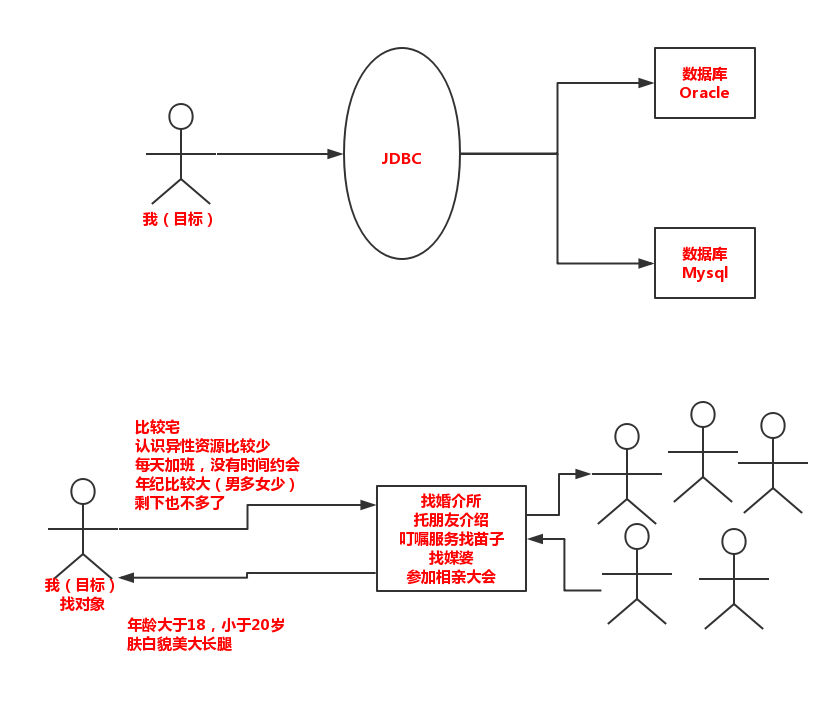 数据库
Oracle
JDBC
我（目标）
数据库
Mysql
比较宅
认识异性资源比较少
每天加班，没有时间约会
年纪比较大（男多女少）
剩下也不多了
找婚介所
托朋友介绍
叮嘱服务找苗子
找媒婆
参加相亲大会
我（目标）
找对象
年龄大于18，小于20岁
肤白貌美大长腿